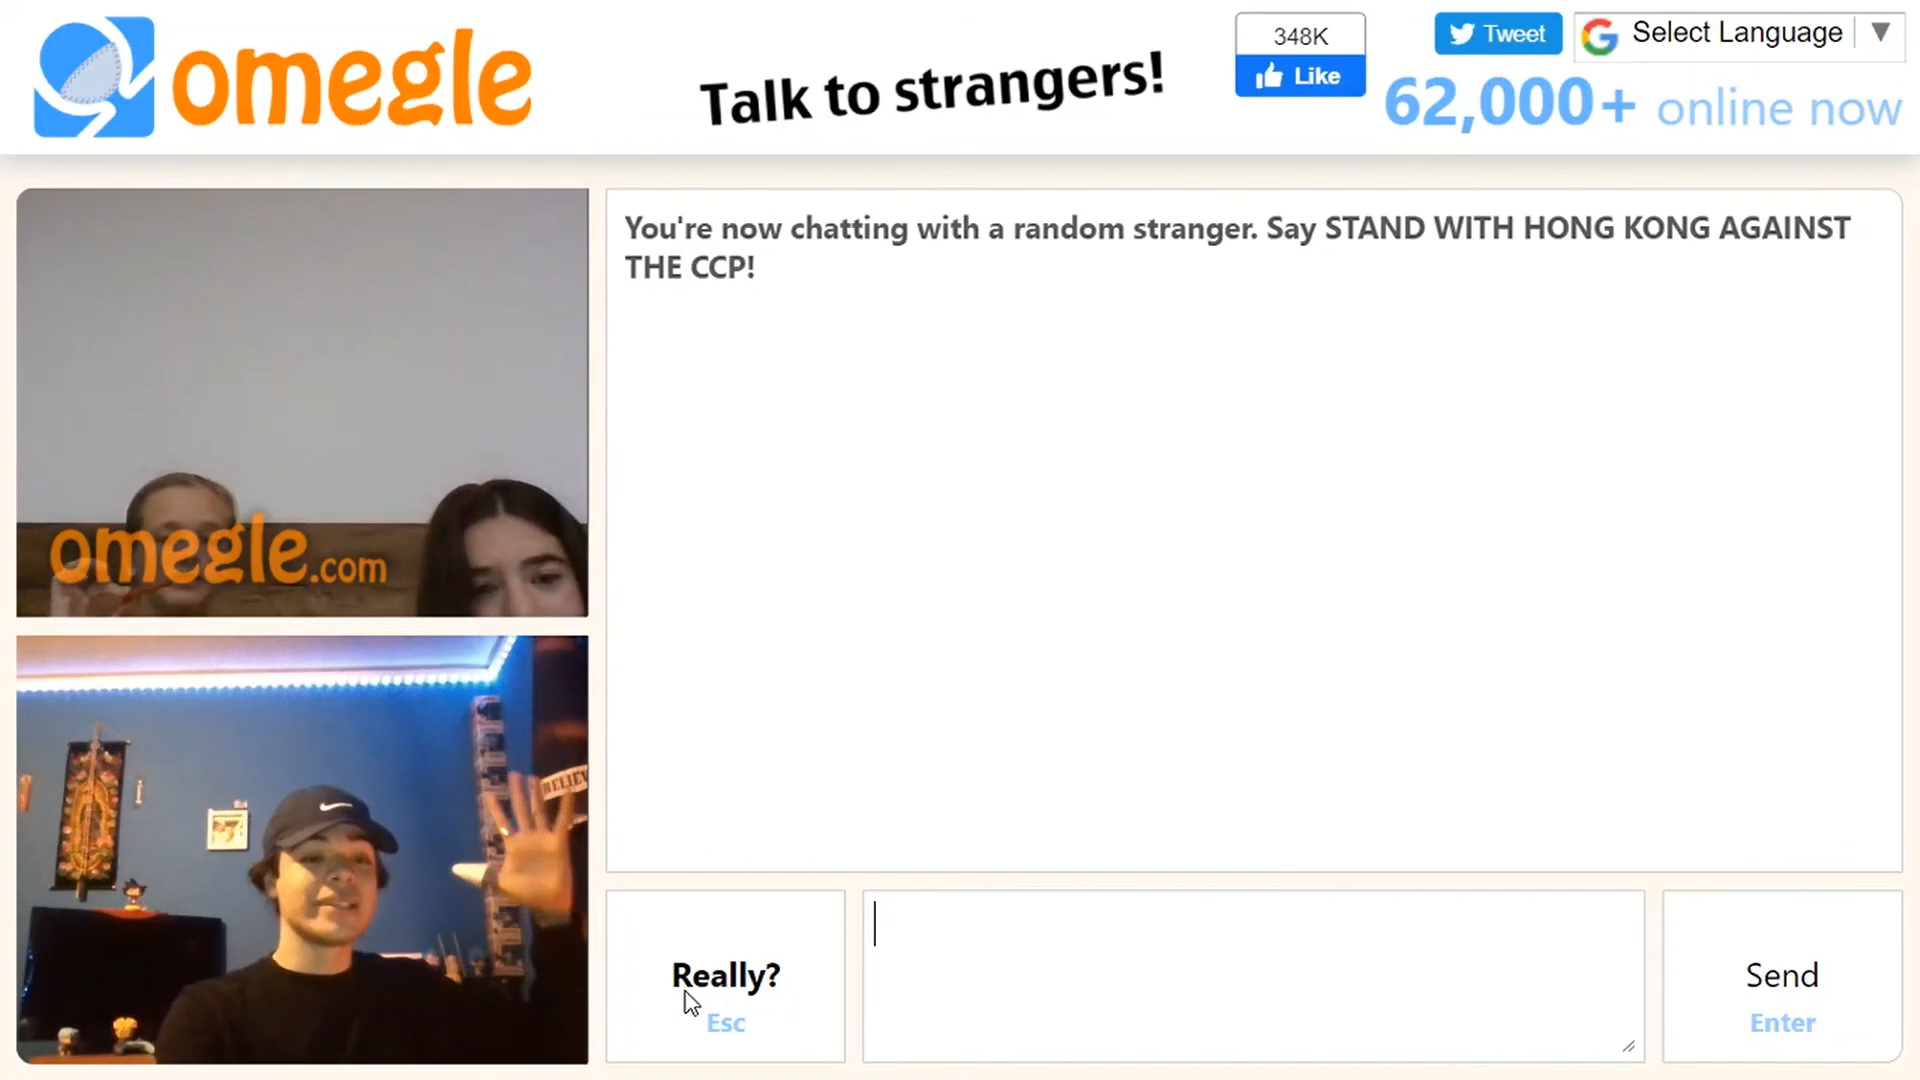 omegle
Talk to strangers!
348K
Like
Tweet
Select Language
62,000+ online now
You're now chatting with a random stranger. Say STAND WITH HONG KONG AGAINST
THE CCP!
omegle.com
BELIEV
Really?
Esc
Send
Enter